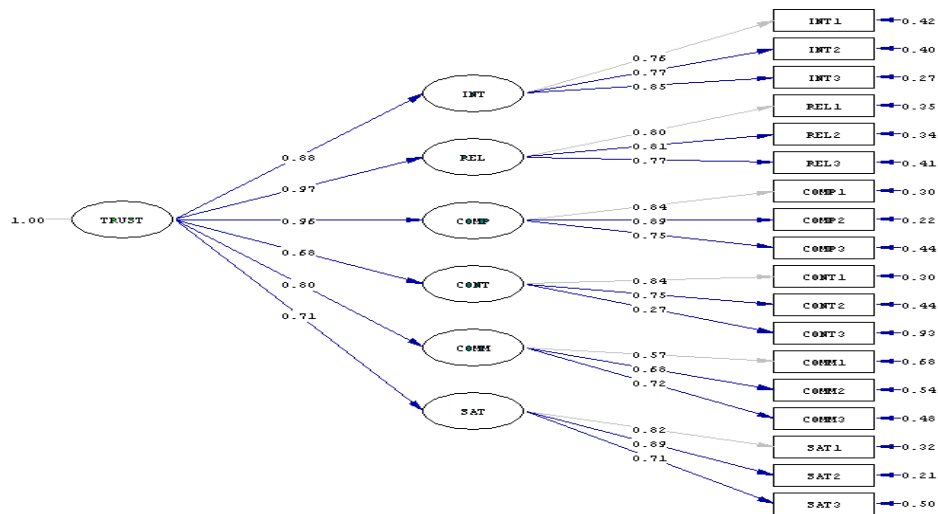 INT1
0.42
INT2
0.40
INT3
0.27
REL1
0.35
REL2
0.34
REL3
0.41
COMP1
0.30
COMP2
0.22
COMP3
0.44
CONT1
0.30
CONT2
0.44
CONT3
0.93
COMM1
0.68
COMM2
0.54
COMM3
0.48
SAT1
0.32
SAT2
0.21
SAT3
0.50
INT
REL
COMP
CONT
COMM
SAT
1.00
TRUST
0.88
0.97
0.95
0.68
0.80
0.71
0.76
0.77
0.85
0.80
0.81
0.77
0.84
0.89
0.75
0.84
0.75
0.27
0.57
0.68
0.72
0.82
0.89
0.71